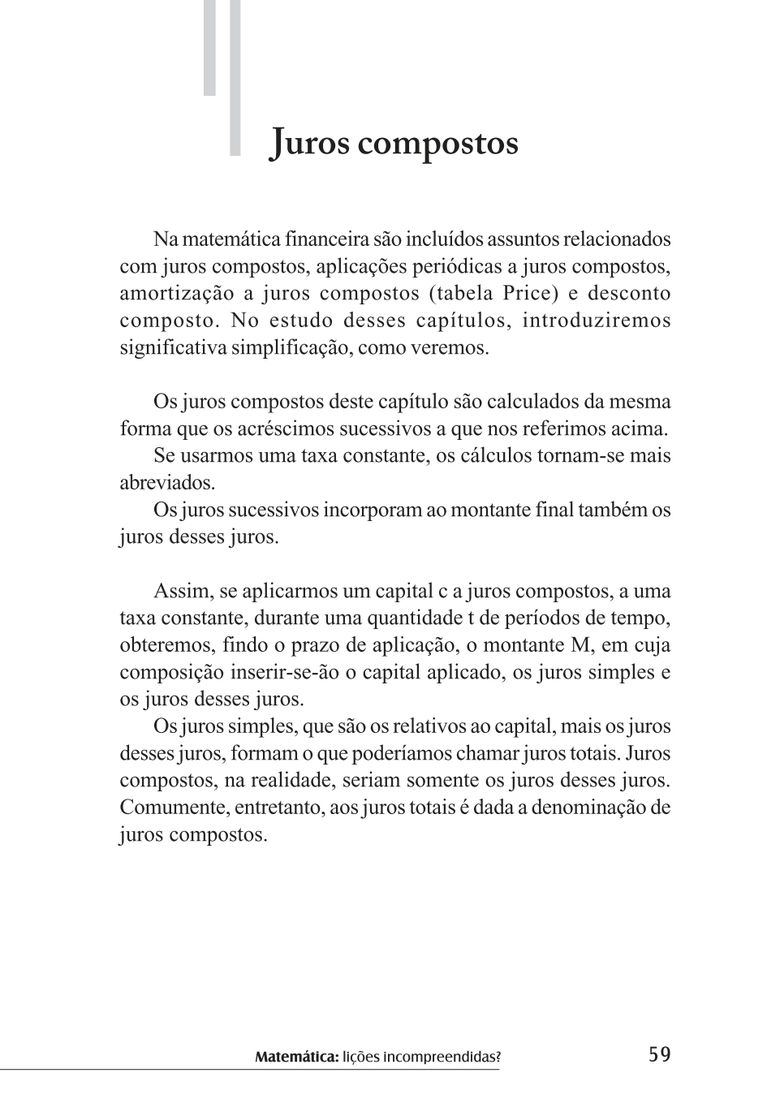 Juros compostos
Na matemática financeira são incluídos assuntos relacionados
com juros compostos, aplicações periódicas a juros compostos,
amortização a juros compostos (tabela Price) e desconto
composto. No estudo desses capítulos, introduziremos
significativa simplificação, como veremos.
Os juros compostos deste capítulo são calculados da mesma
forma que os acréscimos sucessivos a que nos referimos acima.
Se usarmos uma taxa constante, os cálculos tornam-se mais
abreviados.
Os juros sucessivos incorporam ao montante final também os
juros desses juros.
Assim, se aplicarmos um capital c a juros compostos, a uma
taxa constante, durante uma quantidade t de períodos de tempo,
obteremos, findo o prazo de aplicação, o montante M, em cuja
composição inserir-se-ão o capital aplicado, os juros simples e
os juros desses juros.
Os juros simples, que são os relativos ao capital, mais os juros
desses juros, formam o que poderíamos chamar juros totais. Juros
compostos, na realidade, seriam somente os juros desses juros.
Comumente, entretanto, aos juros totais é dada a denominação de
juros compostos.
Matemática: lições incompreendidas? 59